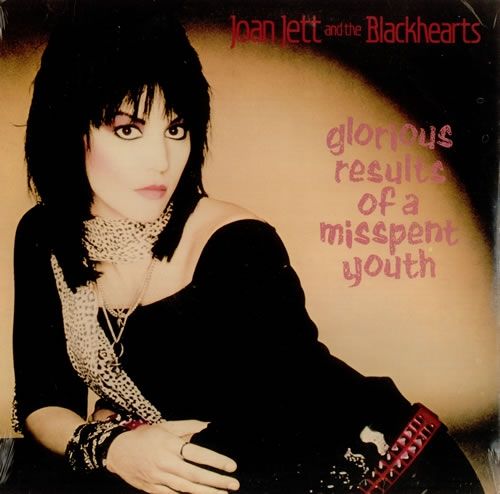 Joan Jett and the Blackhearts
glorious
results
of a
misspent
youth